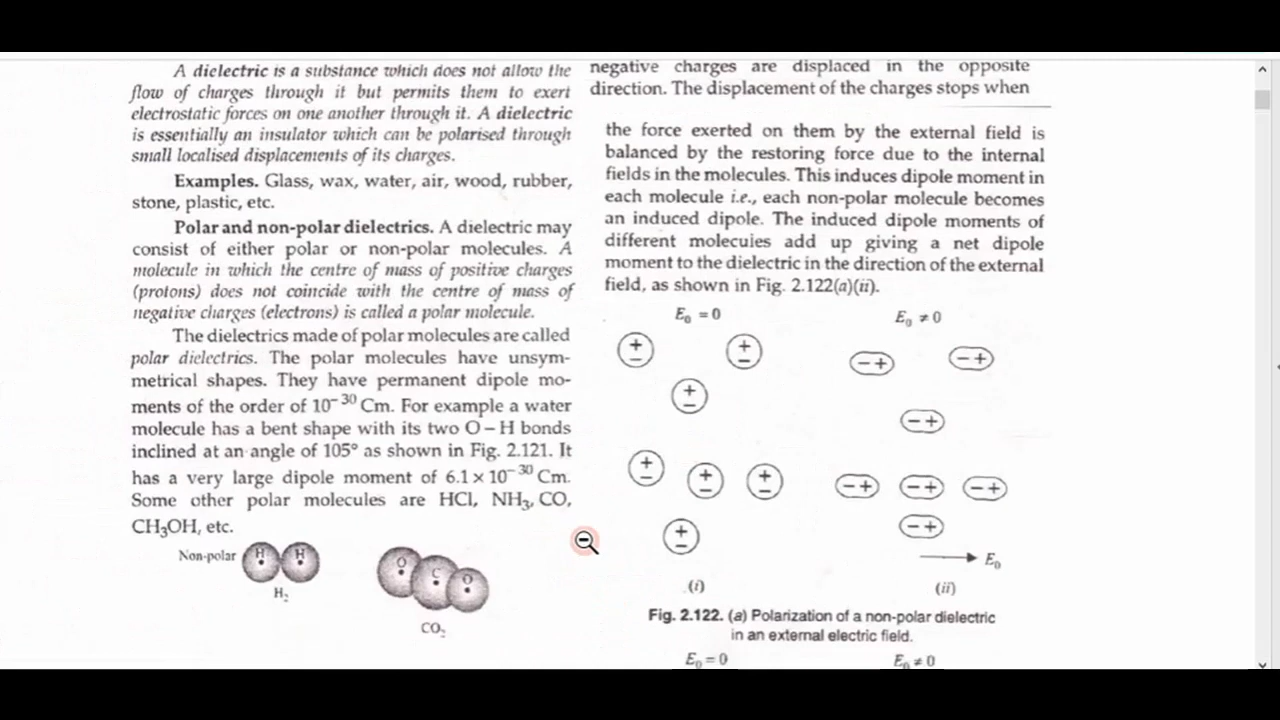 A dielectric is a substance which does not allow the
flow of charges through it but permits them to exert
electrostatic forces on one another through it. A dielectric
is essentially an insulator which can be polarised through
small localised displacements of its charges.
Examples. Glass, wax, water, air, wood, rubber,
stone, plastic, etc.
Polar and non-polar dielectrics. A dielectric may
consist of either polar or non-polar molecules. A
molecule in which the centre of mass of positive charges
(protons) does not coincide with the centre of mass of
negative charges (electrons) is called a polar molecule.
The dielectrics made of polar molecules are called
polar dielectrics. The polar molecules have unsym-
metrical shapes. They have permanent dipole mo-
ments of the order of 10⁻³⁰ Cm. For example a water
molecule has a bent shape with its two O – H bonds
inclined at an angle of 105° as shown in Fig. 2.121. It
has a very large dipole moment of 6.1 × 10⁻³⁰ Cm.
Some other polar molecules are HCl, NH₃, CO,
CH₃OH, etc.
Non-polar H H
H₂
O C O
CO₂
negative charges are displaced in the opposite
direction. The displacement of the charges stops when
the force exerted on them by the external field is
balanced by the restoring force due to the internal
fields in the molecules. This induces dipole moment in
each molecule i.e., each non-polar molecule becomes
an induced dipole. The induced dipole moments of
different molecules add up giving a net dipole
moment to the dielectric in the direction of the external
field, as shown in Fig. 2.122(a)(ii).
E₀ = 0 E₀ ≠ 0
+ + − + − +
− −
+ − +
−
+ + + − + − + − +
− − −
+ − +
−
E₀
(i) (ii)
Fig. 2.122. (a) Polarization of a non-polar dielectric
in an external electric field.
E₀ = 0 E₀ ≠ 0